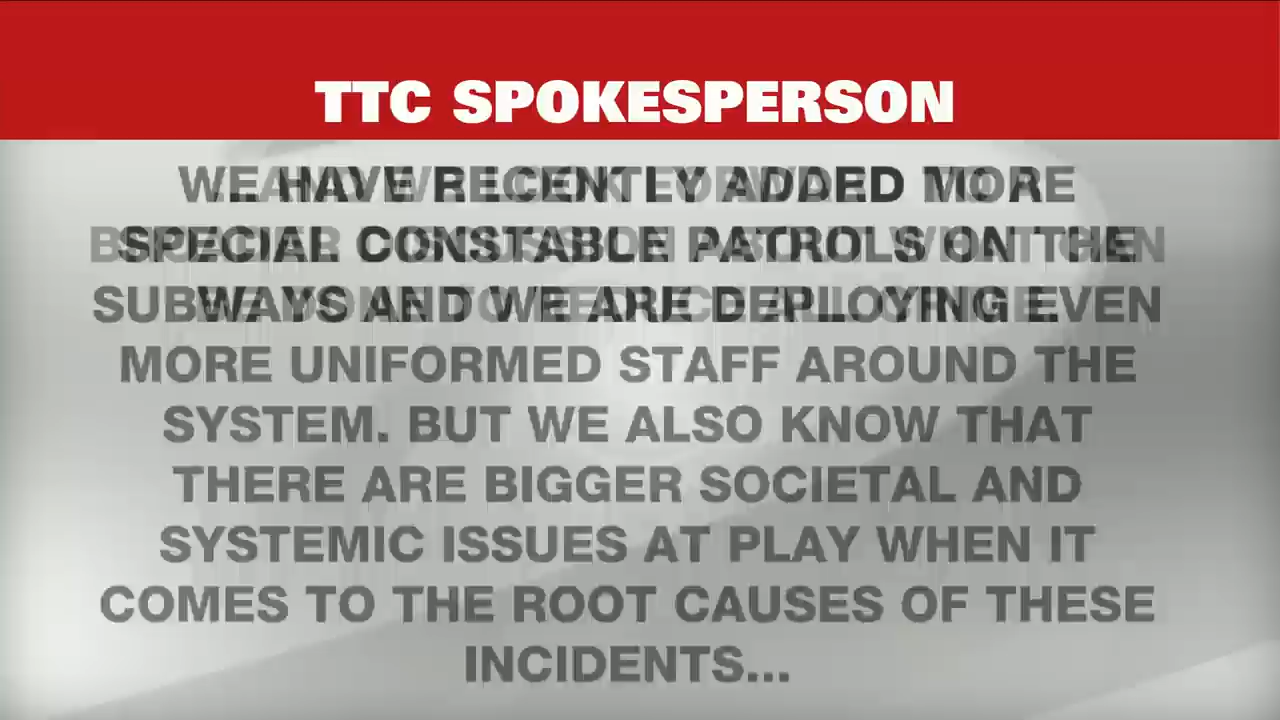 TTC SPOKESPERSON
WE HAVE RECENTLY ADDED MORE
SPECIAL CONSTABLE PATROLS ON THE
SUBWAYS AND WE ARE DEPLOYING EVEN
MORE UNIFORMED STAFF AROUND THE
SYSTEM. BUT WE ALSO KNOW THAT
THERE ARE BIGGER SOCIETAL AND
SYSTEMIC ISSUES AT PLAY WHEN IT
COMES TO THE ROOT CAUSES OF THESE
INCIDENTS...